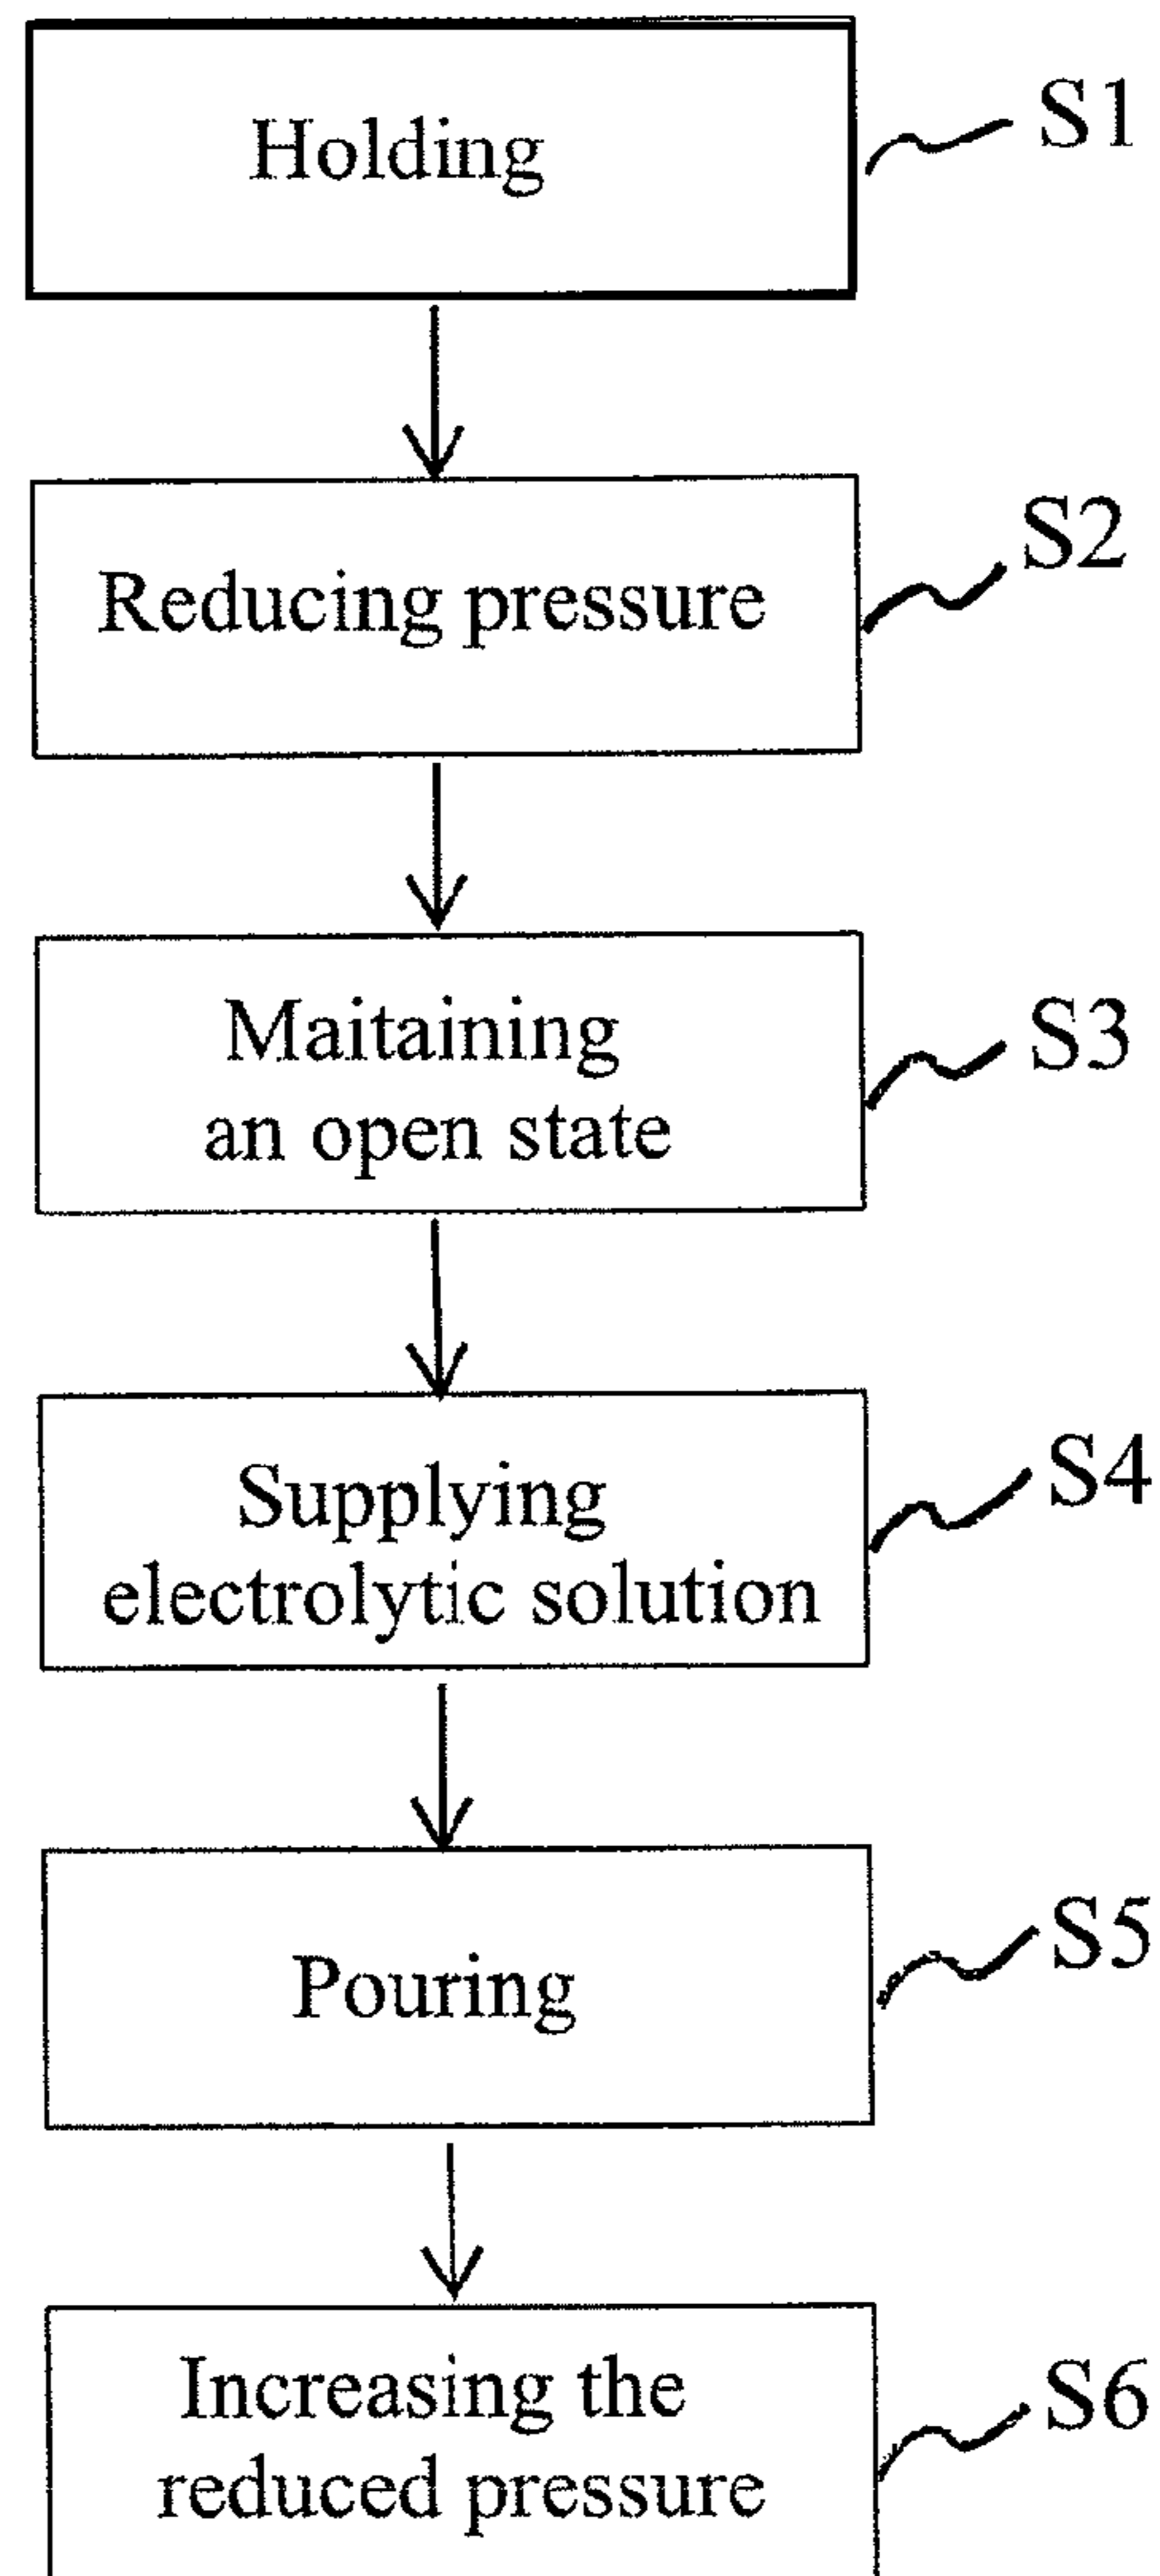 Holding
S1
Reducing pressure
S2
Maitaining
an open state
S3
Supplying
electrolytic solution
S4
Pouring
S5
Increasing the
reduced pressure
S6